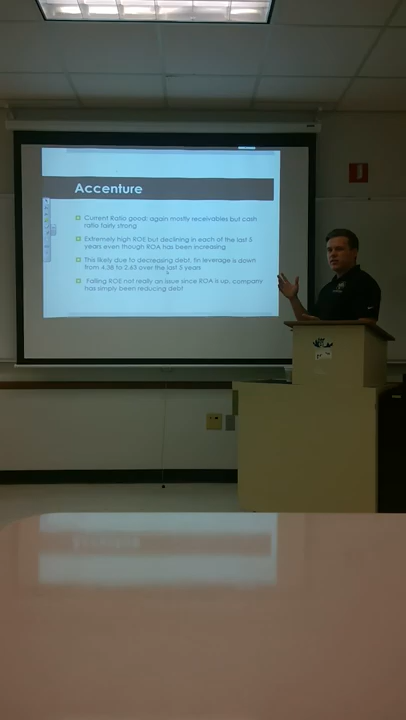 Accenture
Current Ratio good; again mostly receivables but cash
ratio fairly strong
Extremely high ROE but declining in each of the last 5
years even though ROA has been increasing
This likely due to decreasing debt, fin leverage is down
from 4.38 to 2.63 over the last 5 years
Falling ROE not really an issue since ROA is up, company
has simply been reducing debt